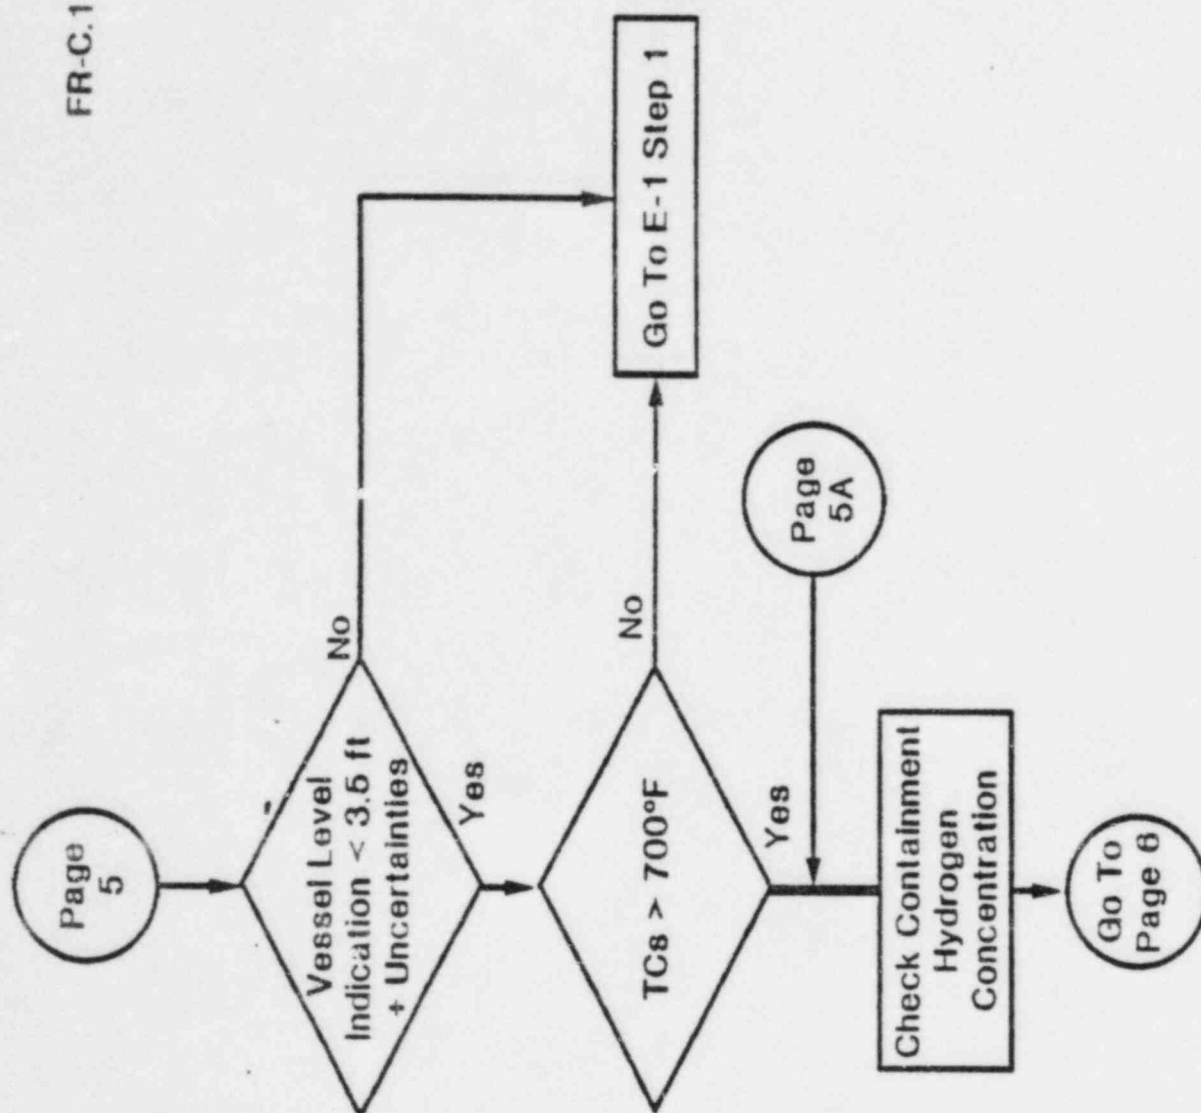 FR-C.1
Page
5
Vessel Level
Indication < 3.5 ft
+ Uncertainties
No
Yes
TCs > 700°F
No
Go To E-1 Step 1
Yes
Page
5A
Check Containment
Hydrogen
Concentration
Go To
Page 6